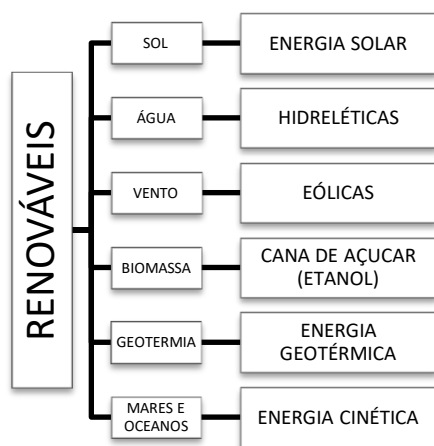 RENOVÁVEIS
SOL
ENERGIA SOLAR
ÁGUA
HIDRELÉTICAS
VENTO
EÓLICAS
BIOMASSA
CANA DE AÇUCAR
(ETANOL)
GEOTERMIA
ENERGIA
GEOTÉRMICA
MARES E
OCEANOS
ENERGIA CINÉTICA